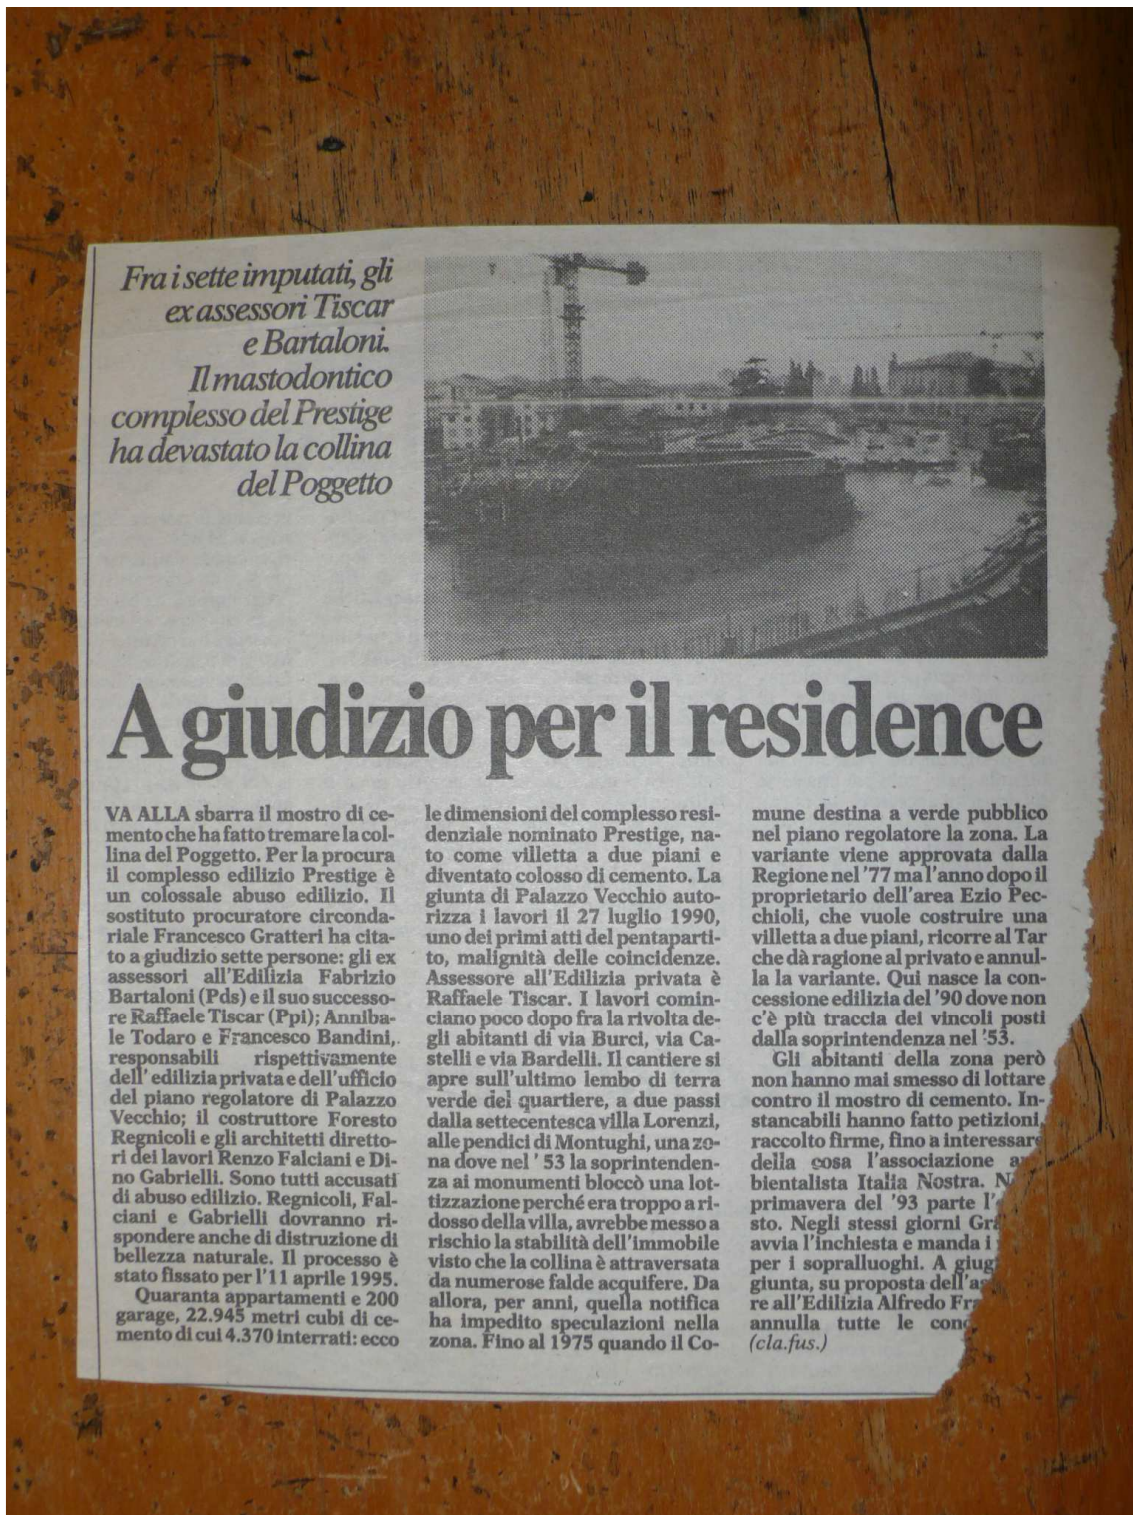 Fra i sette imputati, gli
ex assessori Tiscar
e Bartaloni.
Il mastodontico
complesso del Prestige
ha devastato la collina
del Poggetto
A giudizio per il residence
VA ALLA sbarra il mostro di ce-
mento che ha fatto tremare la col-
lina del Poggetto. Per la procura
il complesso edilizio Prestige è
un colossale abuso edilizio. Il
sostituto procuratore circonda-
riale Francesco Gratteri ha cita-
to a giudizio sette persone: gli ex
assessori all'Edilizia Fabrizio
Bartaloni (Pds) e il suo successo-
re Raffaele Tiscar (Ppi); Anniba-
le Todaro e Francesco Bandini,
responsabili rispettivamente
dell' edilizia privata e dell'ufficio
del piano regolatore di Palazzo
Vecchio; il costruttore Foresto
Regnicoli e gli architetti diretto-
ri dei lavori Renzo Falciani e Di-
no Gabrielli. Sono tutti accusati
di abuso edilizio. Regnicoli, Fal-
ciani e Gabrielli dovranno ri-
spondere anche di distruzione di
bellezza naturale. Il processo è
stato fissato per l'11 aprile 1995.
Quaranta appartamenti e 200
garage, 22.945 metri cubi di ce-
mento di cui 4.370 interrati: ecco
le dimensioni del complesso resi-
denziale nominato Prestige, na-
to come villetta a due piani e
diventato colosso di cemento. La
giunta di Palazzo Vecchio auto-
rizza i lavori il 27 luglio 1990,
uno dei primi atti del pentaparti-
to, malignità delle coincidenze.
Assessore all'Edilizia privata è
Raffaele Tiscar. I lavori comin-
ciano poco dopo fra la rivolta de-
gli abitanti di via Burci, via Ca-
stelli e via Bardelli. Il cantiere si
apre sull'ultimo lembo di terra
verde del quartiere, a due passi
dalla settecentesca villa Lorenzi,
alle pendici di Montughi, una zo-
na dove nel ' 53 la soprintenden-
za ai monumenti bloccò una lot-
tizzazione perché era troppo a ri-
dosso della villa, avrebbe messo a
rischio la stabilità dell'immobile
visto che la collina è attraversata
da numerose falde acquifere. Da
allora, per anni, quella notifica
ha impedito speculazioni nella
zona. Fino al 1975 quando il Co-
mune destina a verde pubblico
nel piano regolatore la zona. La
variante viene approvata dalla
Regione nel '77 ma l'anno dopo il
proprietario dell'area Ezio Pec-
chioli, che vuole costruire una
villetta a due piani, ricorre al Tar
che dà ragione al privato e annul-
la la variante. Qui nasce la con-
cessione edilizia del '90 dove non
c'è più traccia dei vincoli posti
dalla soprintendenza nel '53.
Gli abitanti della zona però
non hanno mai smesso di lottare
contro il mostro di cemento. In-
stancabili hanno fatto petizioni,
raccolto firme, fino a interessare
della cosa l'associazione
bientalista Italia Nostra.
primavera del '93 parte
sto. Negli stessi giorni
avvia l'inchiesta e manda i
per i sopralluoghi. A
giunta, su proposta
re all'Edilizia Alfredo
annulla tutte le
(cla.fus.)